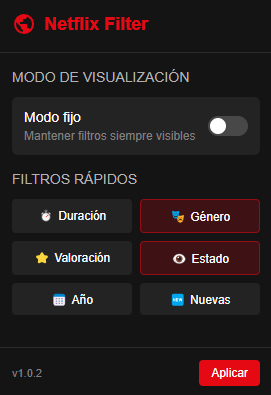 Netflix Filter
MODO DE VISUALIZACIÓN
Modo fijo
Mantener filtros siempre visibles
FILTROS RÁPIDOS
Duración
Género
Valoración
Estado
Año
NEW Nuevas
v1.0.2
Aplicar